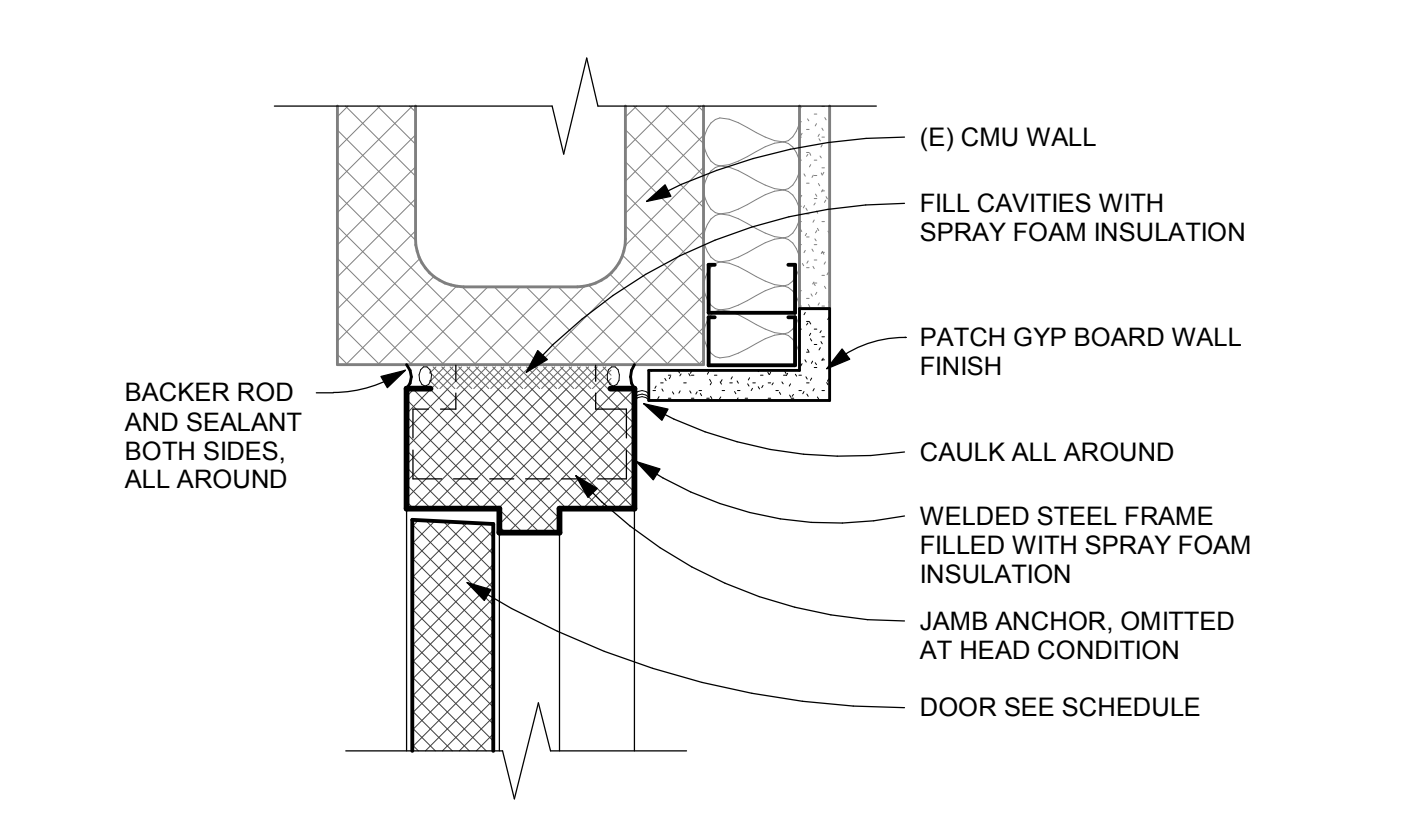 (E) CMU WALL
FILL CAVITIES WITH
SPRAY FOAM INSULATION
PATCH GYP BOARD WALL
FINISH
BACKER ROD
AND SEALANT
BOTH SIDES,
ALL AROUND
CAULK ALL AROUND
WELDED STEEL FRAME
FILLED WITH SPRAY FOAM
INSULATION
JAMB ANCHOR, OMITTED
AT HEAD CONDITION
DOOR SEE SCHEDULE